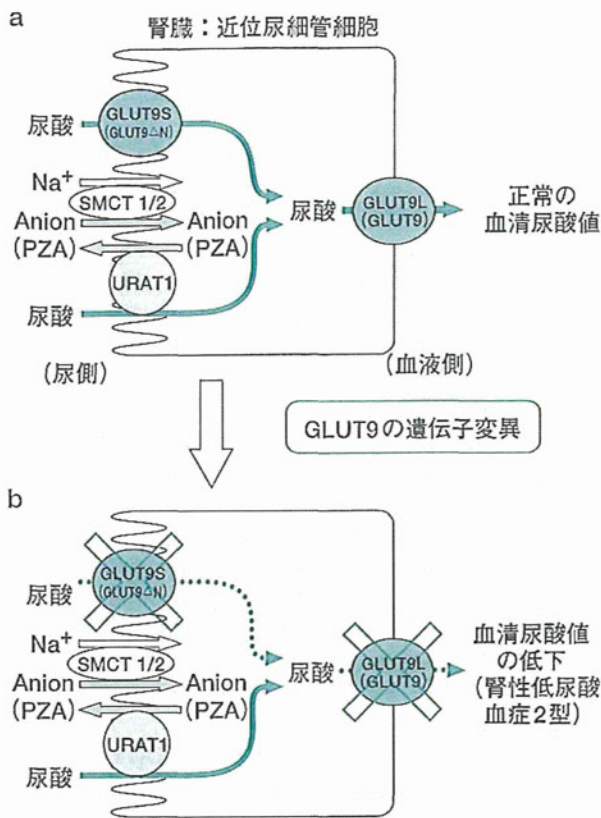 a
腎臓：近位尿細管細胞
尿酸
GLUT9S
(GLUT9△N)
Na+
SMCT 1/2
Anion
(PZA)
Anion
(PZA)
URAT1
尿酸
尿酸
GLUT9L
(GLUT9)
正常の
血清尿酸値
(尿側)
(血液側)
GLUT9の遺伝子変異
b
尿酸
GLUT9S
(GLUT9△N)
Na+
SMCT 1/2
Anion
(PZA)
Anion
(PZA)
URAT1
尿酸
尿酸
GLUT9L
(GLUT9)
血清尿酸値
の低下
(腎性低尿酸
血症2型)